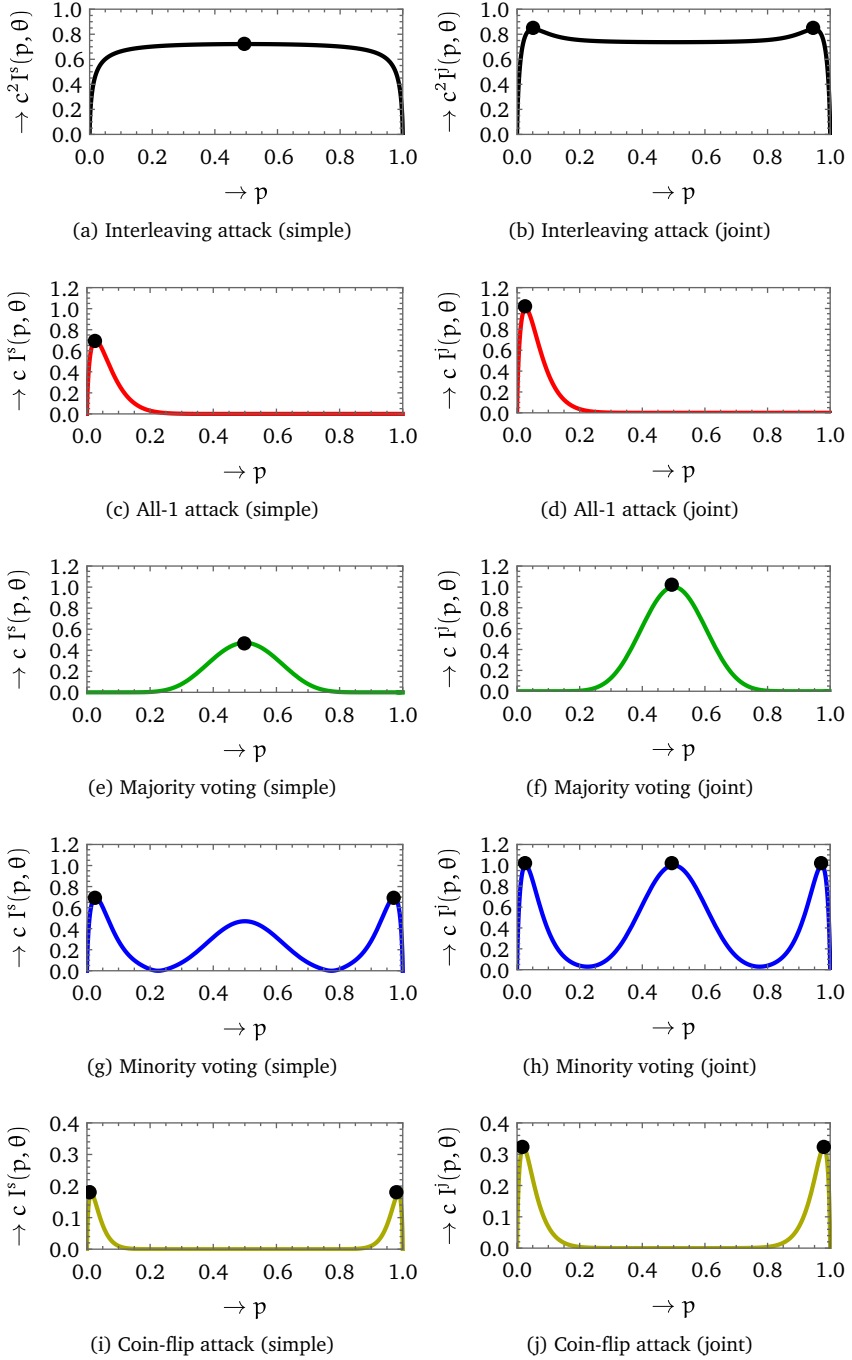 → c²Iˢ(p, θ)
1.0
0.8
0.6
0.4
0.2
0.0
0.0 0.2 0.4 0.6 0.8 1.0
→ p
(a) Interleaving attack (simple)
→ c²Iʲ(p, θ)
1.0
0.8
0.6
0.4
0.2
0.0
0.0 0.2 0.4 0.6 0.8 1.0
→ p
(b) Interleaving attack (joint)
→ c Iˢ(p, θ)
1.2
1.0
0.8
0.6
0.4
0.2
0.0
0.0 0.2 0.4 0.6 0.8 1.0
→ p
(c) All-1 attack (simple)
→ c Iʲ(p, θ)
1.2
1.0
0.8
0.6
0.4
0.2
0.0
0.0 0.2 0.4 0.6 0.8 1.0
→ p
(d) All-1 attack (joint)
→ c Iˢ(p, θ)
1.2
1.0
0.8
0.6
0.4
0.2
0.0
0.0 0.2 0.4 0.6 0.8 1.0
→ p
(e) Majority voting (simple)
→ c Iʲ(p, θ)
1.2
1.0
0.8
0.6
0.4
0.2
0.0
0.0 0.2 0.4 0.6 0.8 1.0
→ p
(f) Majority voting (joint)
→ c Iˢ(p, θ)
1.2
1.0
0.8
0.6
0.4
0.2
0.0
0.0 0.2 0.4 0.6 0.8 1.0
→ p
(g) Minority voting (simple)
→ c Iʲ(p, θ)
1.2
1.0
0.8
0.6
0.4
0.2
0.0
0.0 0.2 0.4 0.6 0.8 1.0
→ p
(h) Minority voting (joint)
→ c Iˢ(p, θ)
0.4
0.3
0.2
0.1
0.0
0.0 0.2 0.4 0.6 0.8 1.0
→ p
(i) Coin-flip attack (simple)
→ c Iʲ(p, θ)
0.4
0.3
0.2
0.1
0.0
0.0 0.2 0.4 0.6 0.8 1.0
→ p
(j) Coin-flip attack (joint)